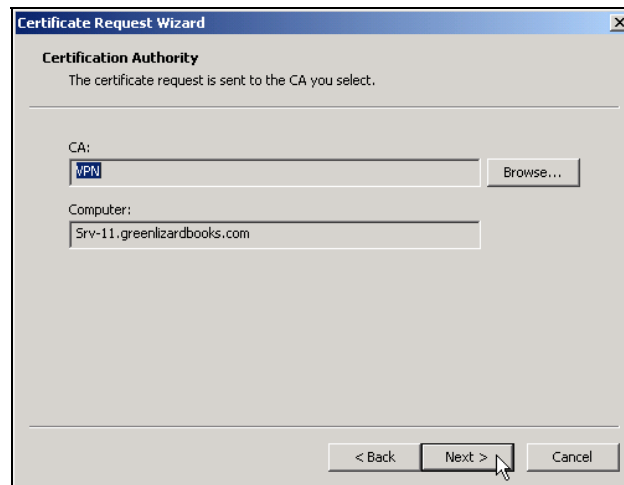 Certificate Request Wizard
Certification Authority
The certificate request is sent to the CA you select.
CA:
VPN
Browse...
Computer:
Srv-11.greenlizardbooks.com
< Back
Next >
Cancel